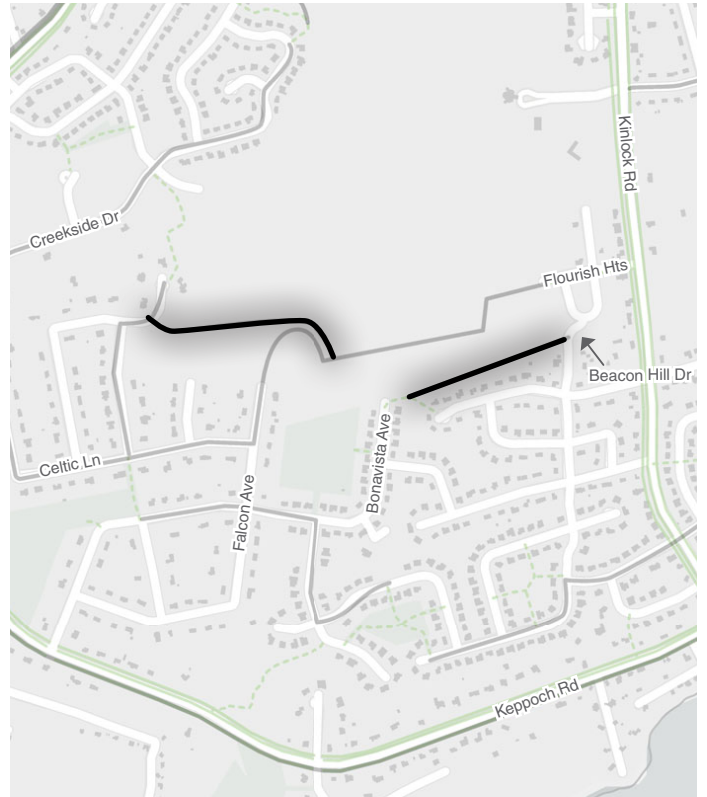 Kinlock Rd
Creekside Dr
Flourish Hts
Beacon Hill Dr
Bonavista Ave
Celtic Ln
Falcon Ave
Keppoch Rd